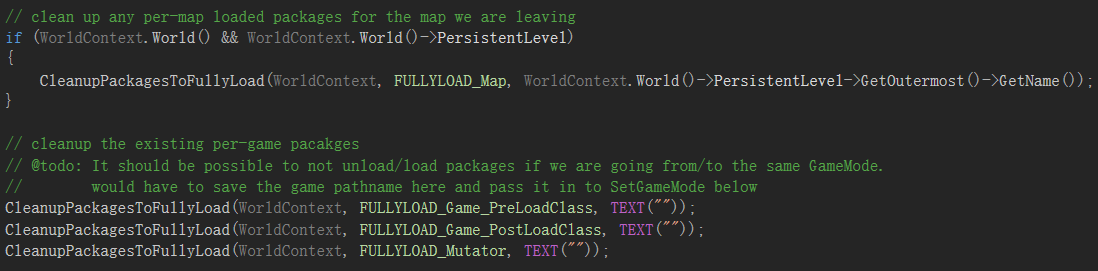 // clean up any per-map loaded packages for the map we are leaving
if (WorldContext.World() && WorldContext.World()->PersistentLevel)
{
    CleanupPackagesToFullyLoad(WorldContext, FULLYLOAD_Map, WorldContext.World()->PersistentLevel->GetOutermost()->GetName());
}
// cleanup the existing per-game pacakges
// @todo: It should be possible to not unload/load packages if we are going from/to the same GameMode.
//        would have to save the game pathname here and pass it in to SetGameMode below
CleanupPackagesToFullyLoad(WorldContext, FULLYLOAD_Game_PreLoadClass, TEXT(""));
CleanupPackagesToFullyLoad(WorldContext, FULLYLOAD_Game_PostLoadClass, TEXT(""));
CleanupPackagesToFullyLoad(WorldContext, FULLYLOAD_Mutator, TEXT(""));